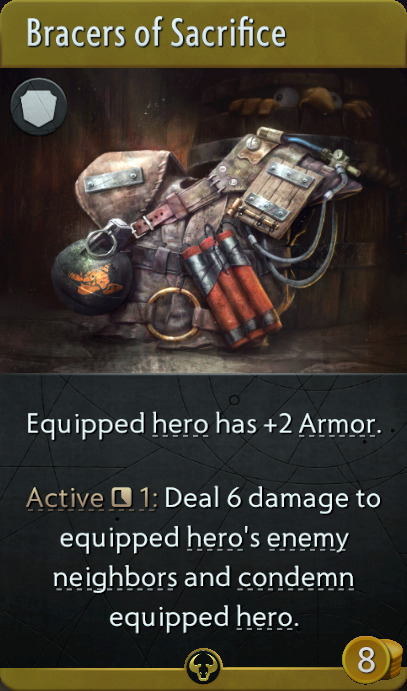 Bracers of Sacrifice
Equipped hero has +2 Armor.
Active 1: Deal 6 damage to
equipped hero's enemy
neighbors and condemn
equipped hero.
8